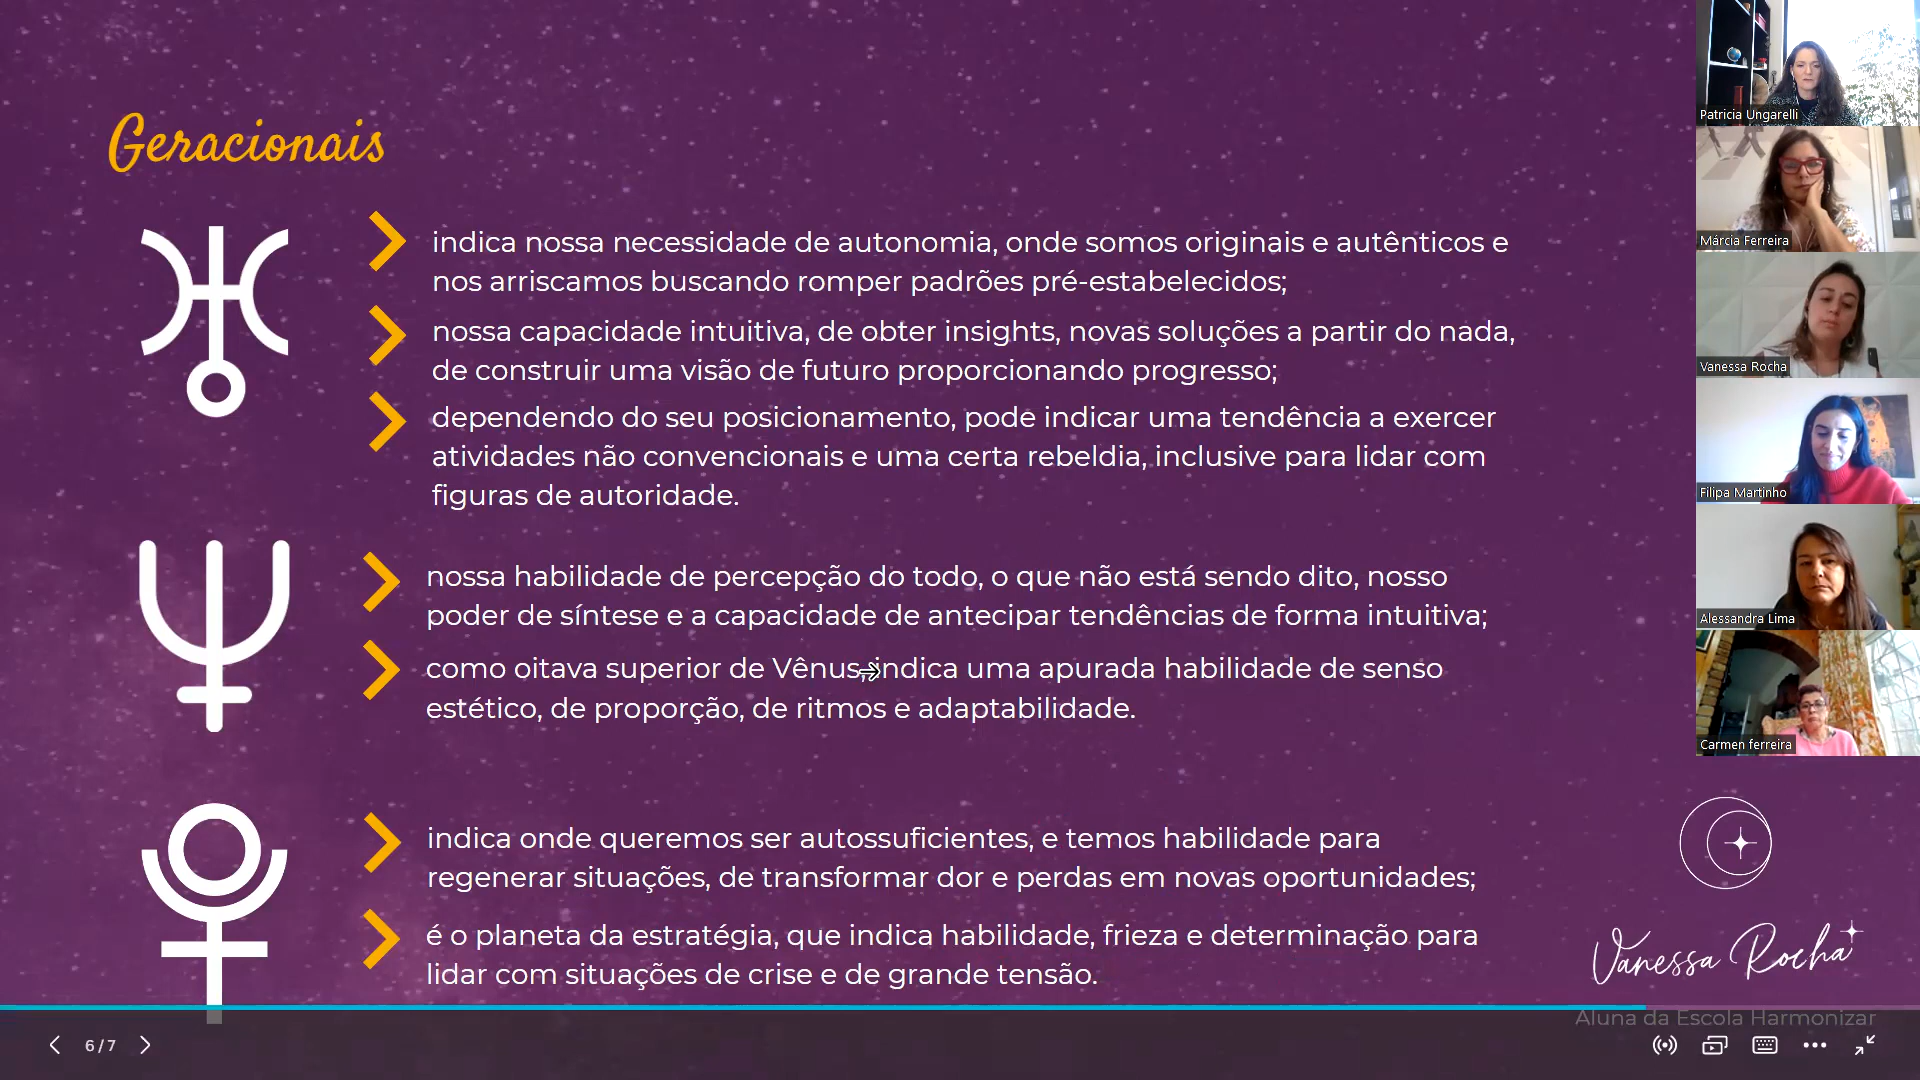 Geracionais
indica nossa necessidade de autonomia, onde somos originais e autênticos e
nos arriscamos buscando romper padrões pré-estabelecidos;
nossa capacidade intuitiva, de obter insights, novas soluções a partir do nada,
de construir uma visão de futuro proporcionando progresso;
dependendo do seu posicionamento, pode indicar uma tendência a exercer
atividades não convencionais e uma certa rebeldia, inclusive para lidar com
figuras de autoridade.
nossa habilidade de percepção do todo, o que não está sendo dito, nosso
poder de síntese e a capacidade de antecipar tendências de forma intuitiva;
como oitava superior de Vênus, indica uma apurada habilidade de senso
estético, de proporção, de ritmos e adaptabilidade.
indica onde queremos ser autossuficientes, e temos habilidade para
regenerar situações, de transformar dor e perdas em novas oportunidades;
é o planeta da estratégia, que indica habilidade, frieza e determinação para
lidar com situações de crise e de grande tensão.
Patricia Ungarelli
Márcia Ferreira
Vanessa Rocha
Filipa Martinho
Alessandra Lima
Carmen ferreira
Vanessa Rocha
Aluna da Escola Harmonizar
6/7